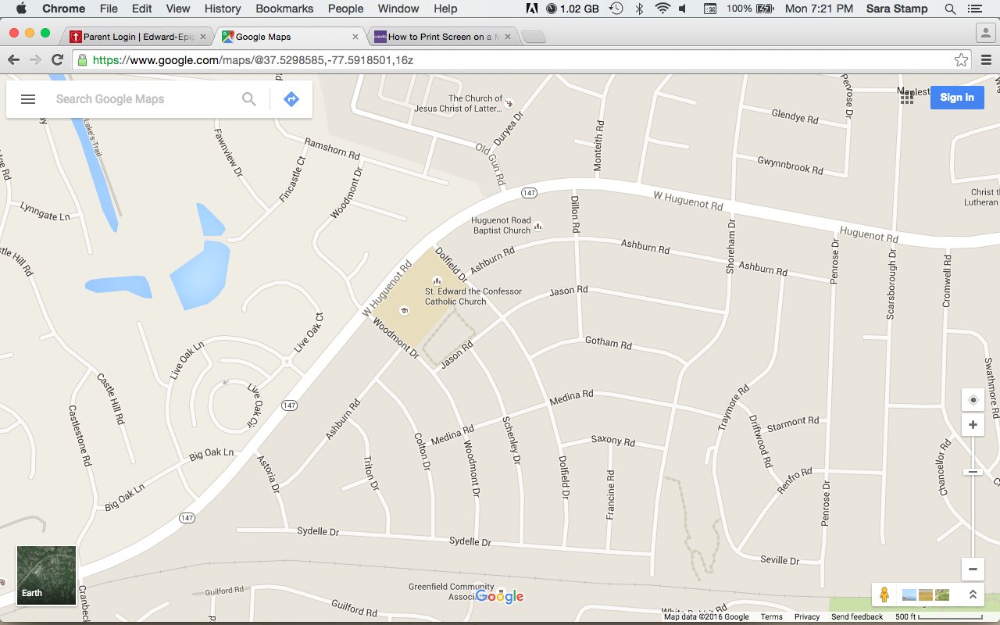 Chrome File Edit View History Bookmarks People Window Help 1.02 GB 100% Mon 7:21 PM Sara Stamp
Parent Login | Edward-Epip
Google Maps
How to Print Screen on a M
https://www.google.com/maps/@37.5298585,-77.5918501,16z
Search Google Maps
Sign in
The Church of
Jesus Christ of Latter...
Duryea Dr
Old Gun Rd
Monteith Rd
Glendye Rd
Penrose Dr
Gwynnbrook Rd
Lake's Trail
Fawnview Dr
Ramshorn Rd
Fincastle Ct
Woodmont Dr
Lynngate Ln
147
W Huguenot Rd
Huguenot Rd
Christ th
Lutheran
Huguenot Road
Baptist Church
Dillon Rd
Shoreham Dr
Penrose Dr
Scarsborough Dr
Cromwell Rd
Ashburn Rd
Ashburn Rd
Ashburn Rd
Dolfield Dr
W Huguenot Rd
St. Edward the Confessor
Catholic Church
Jason Rd
Woodmont Dr
Jason Rd
Gotham Rd
stle Hill Rd
Live Oak Ct
Live Oak Ln
Live Oak Cir
Castle Hill Rd
Castlestone Rd
147
Swathmore Rd
Medina Rd
Medina Rd
Ashburn Rd
Traymore Rd
Driftwood Rd
Starmont Rd
Schenley Dr
Saxony Rd
Colton Dr
Woodmont Dr
Triton Dr
Astoria Dr
Big Oak Ln
Big Oak Ln
Dolfield Dr
Francine Rd
Renfro Rd
Penrose Dr
Chancellor Rd
147
Sydelle Dr
Sydelle Dr
Seville Dr
Earth
Cranbeck
Guilford Rd
Guilford Rd
Greenfield Community
Google
Map data ©2016 Google Terms Privacy Send feedback 500 ft